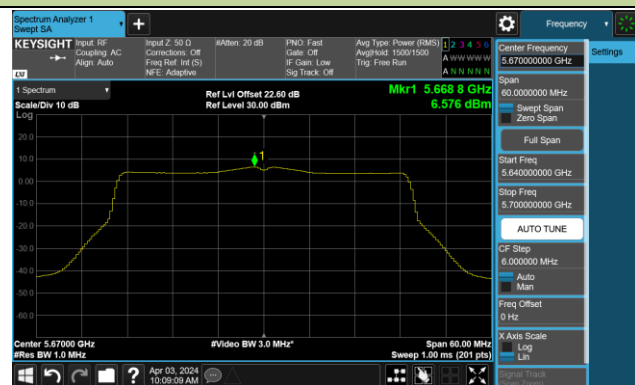 Spectrum Analyzer 1
Swept SA
+
Frequency
KEYSIGHT
Input: RF
Coupling: AC
Align: Auto
Input Z: 50 Ω
Corrections: Off
Freq Ref: Int (S)
NFE: Adaptive
#Atten: 20 dB
PNO: Fast
Gate: Off
IF Gain: Low
Sig Track: Off
Avg Type: Power (RMS)
Avg|Hold: 1500/1500
Trig: Free Run
1 2 3 4 5 6
A W W W W W
A N N N N N
LXI
Center Frequency
5.670000000 GHz
Settings
Span
60.0000000 MHz
Swept Span
Zero Span
Full Span
Start Freq
5.640000000 GHz
Stop Freq
5.700000000 GHz
AUTO TUNE
CF Step
6.000000 MHz
Auto
Man
Freq Offset
0 Hz
X Axis Scale
Log
Lin
Signal Track
1 Spectrum
Scale/Div 10 dB
Log
Ref Lvl Offset 22.60 dB
Ref Level 30.00 dBm
Mkr1 5.668 8 GHz
6.576 dBm
1
20.0
10.0
0.00
-10.0
-20.0
-30.0
-40.0
-50.0
-60.0
Center 5.67000 GHz
#Res BW 1.0 MHz
#Video BW 3.0 MHz*
Span 60.00 MHz
Sweep 1.00 ms (201 pts)
?
Apr 03, 2024
10:09:09 AM